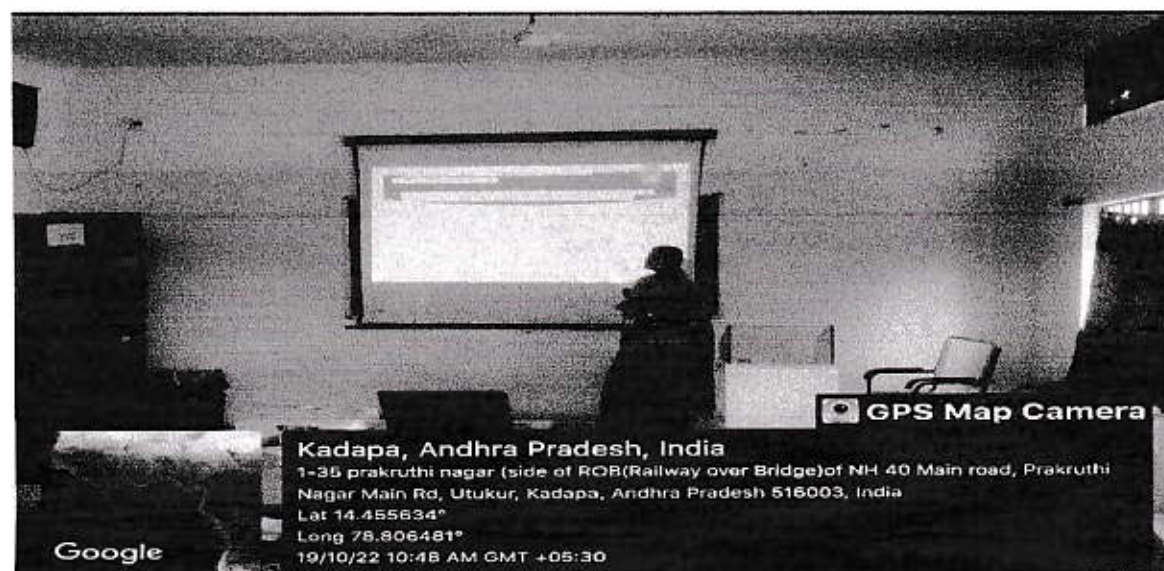 GPS Map Camera
Kadapa, Andhra Pradesh, India
1-35 prakruthi nagar (side of ROB(Railway over Bridge)of NH 40 Main road, Prakruthi
Nagar Main Rd, Utukur, Kadapa, Andhra Pradesh 516003, India
Lat 14.455634°
Long 78.806481°
19/10/22 10:48 AM GMT +05:30
Google